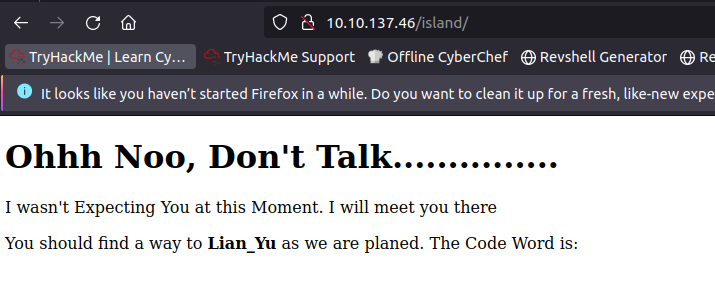 10.10.137.46/island/
TryHackMe | Learn Cy... TryHackMe Support Offline CyberChef Revshell Generator Re
It looks like you haven’t started Firefox in a while. Do you want to clean it up for a fresh, like-new expe
Ohhh Noo, Don't Talk...............
I wasn't Expecting You at this Moment. I will meet you there
You should find a way to Lian_Yu as we are planed. The Code Word is: